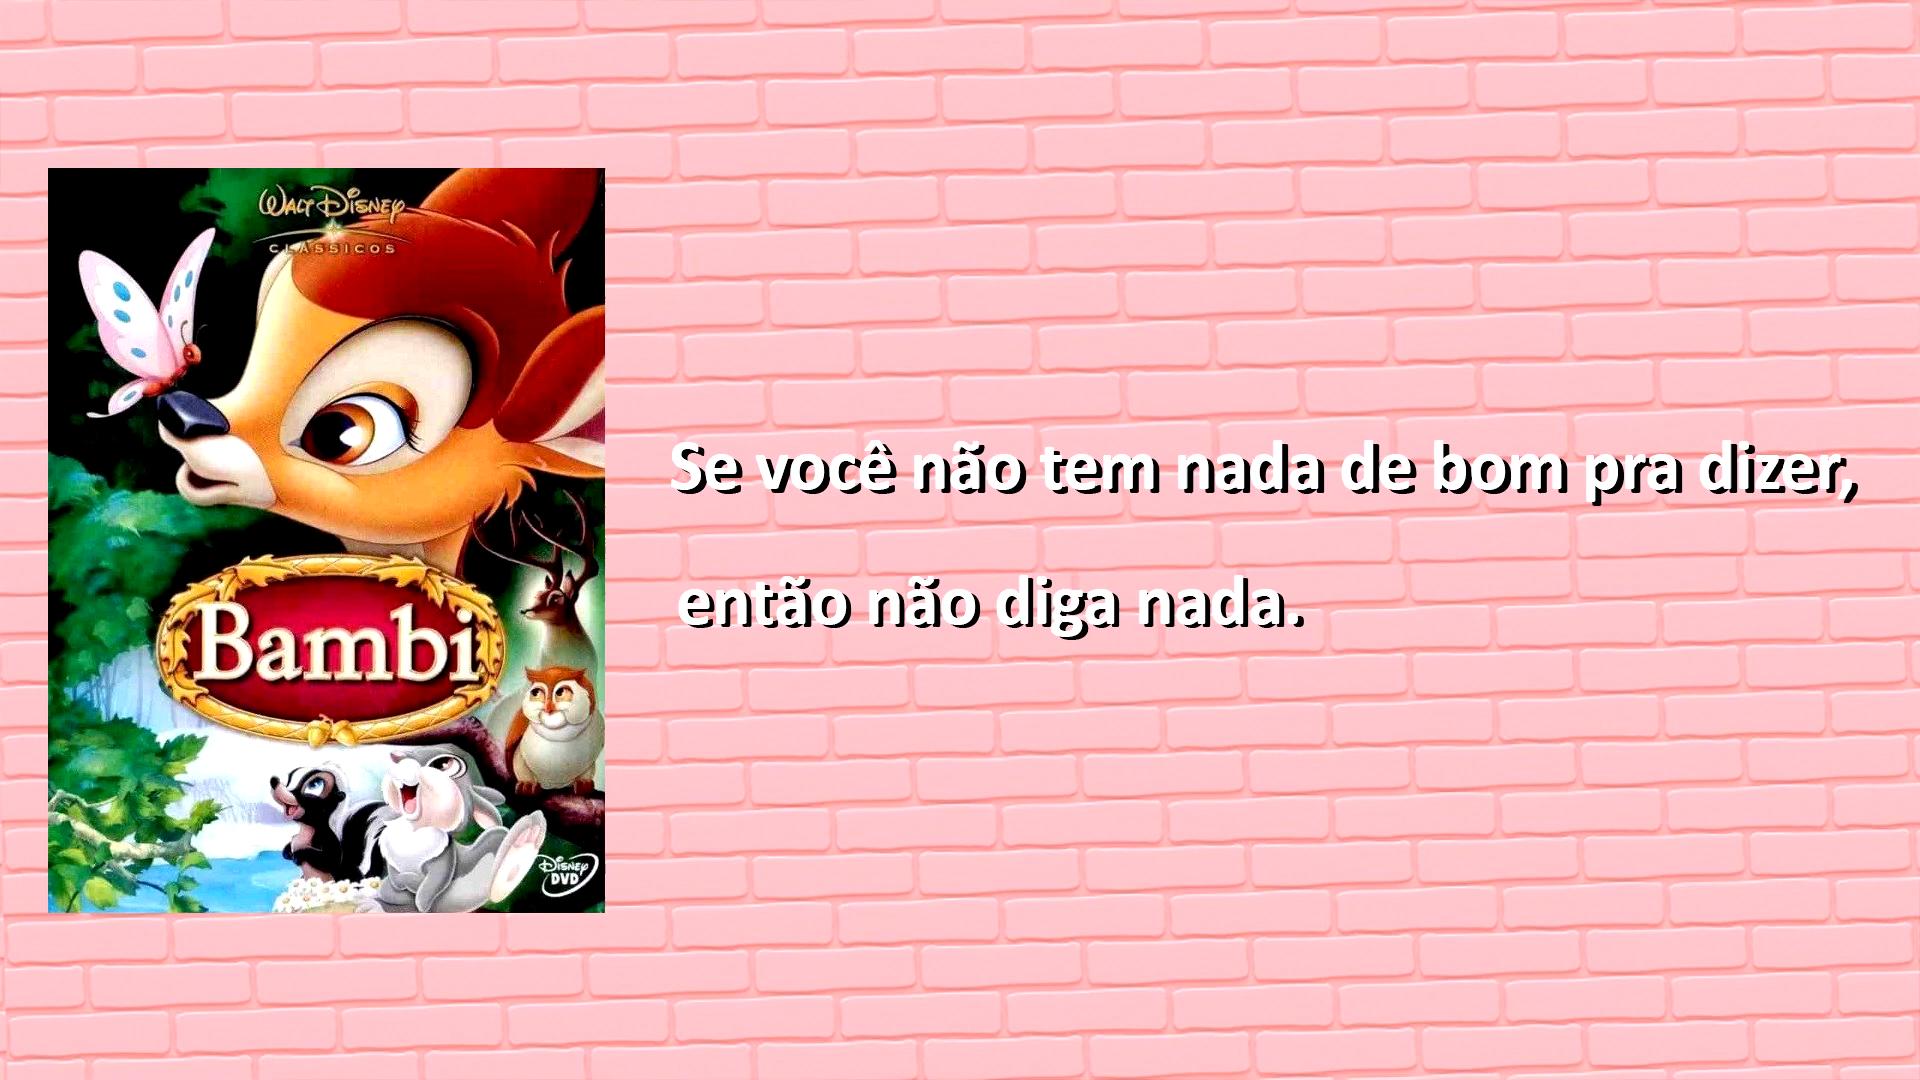 WALT DISNEY
CLÁSSICOS
Bambi
DISNEY
DVD
Se você não tem nada de bom pra dizer,
então não diga nada.